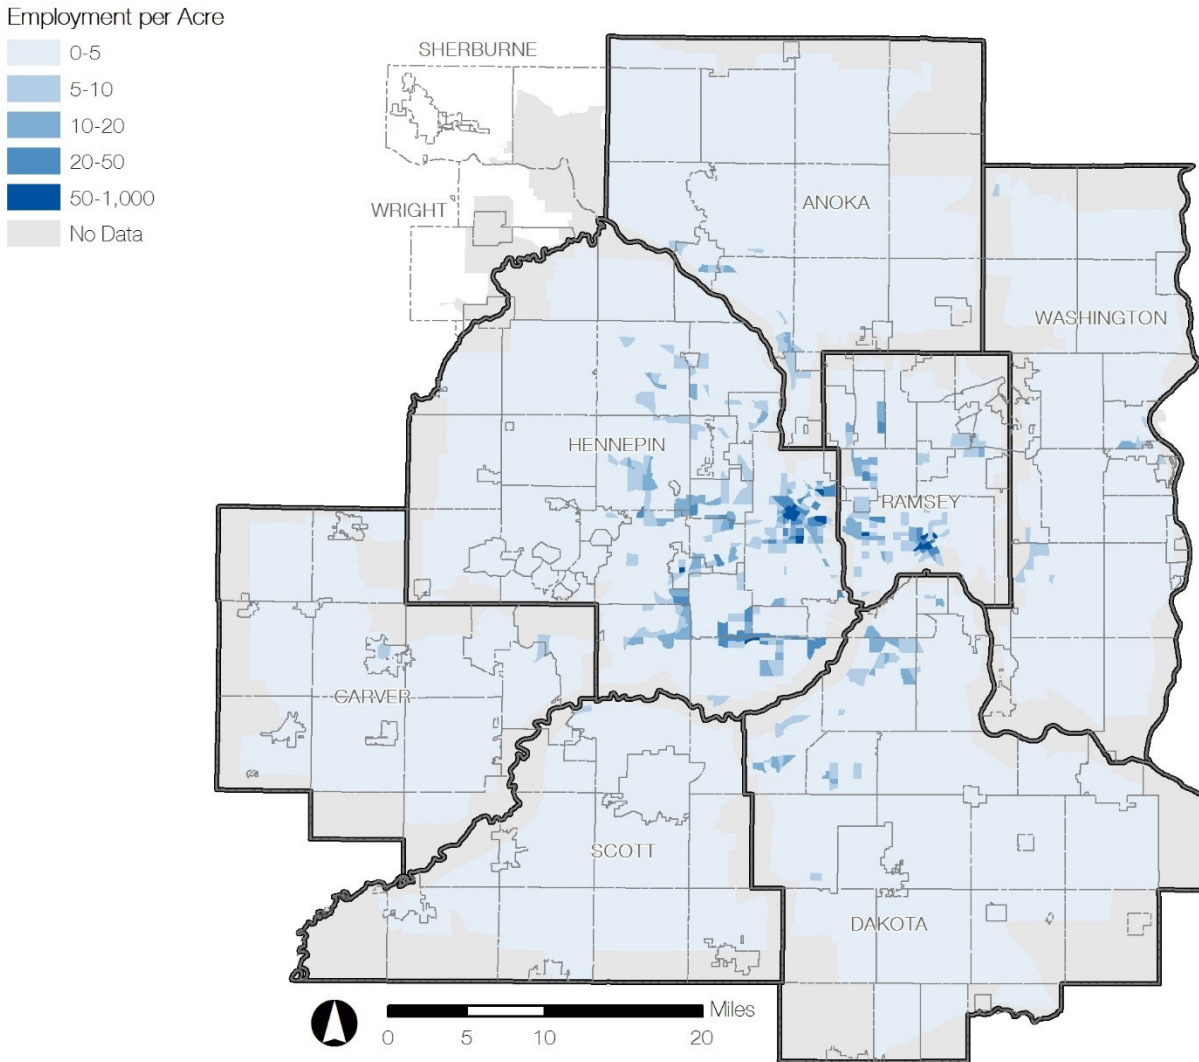 Employment per Acre
0-5
5-10
10-20
20-50
50-1,000
No Data
SHERBURNE
WRIGHT
ANOKA
WASHINGTON
HENNEPIN
RAMSEY
CARVER
SCOTT
DAKOTA
Miles
0 5 10 20